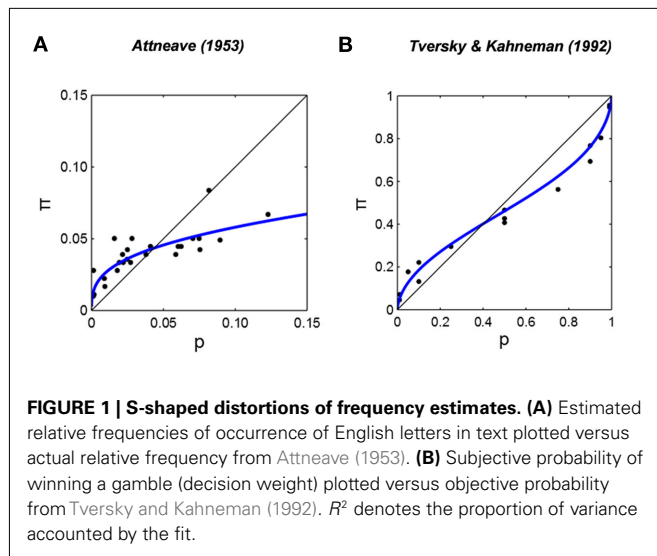 A
Attneave (1953)
B
Tversky & Kahneman (1992)
0.15
0.10
0.05
0
0
0.05
0.10
0.15
π
p
1
0.8
0.6
0.4
0.2
0
0
0.2
0.4
0.6
0.8
1
π
p
FIGURE 1 | S-shaped distortions of frequency estimates. (A) Estimated
relative frequencies of occurrence of English letters in text plotted versus
actual relative frequency from Attneave (1953). (B) Subjective probability of
winning a gamble (decision weight) plotted versus objective probability
from Tversky and Kahneman (1992). R² denotes the proportion of variance
accounted by the fit.